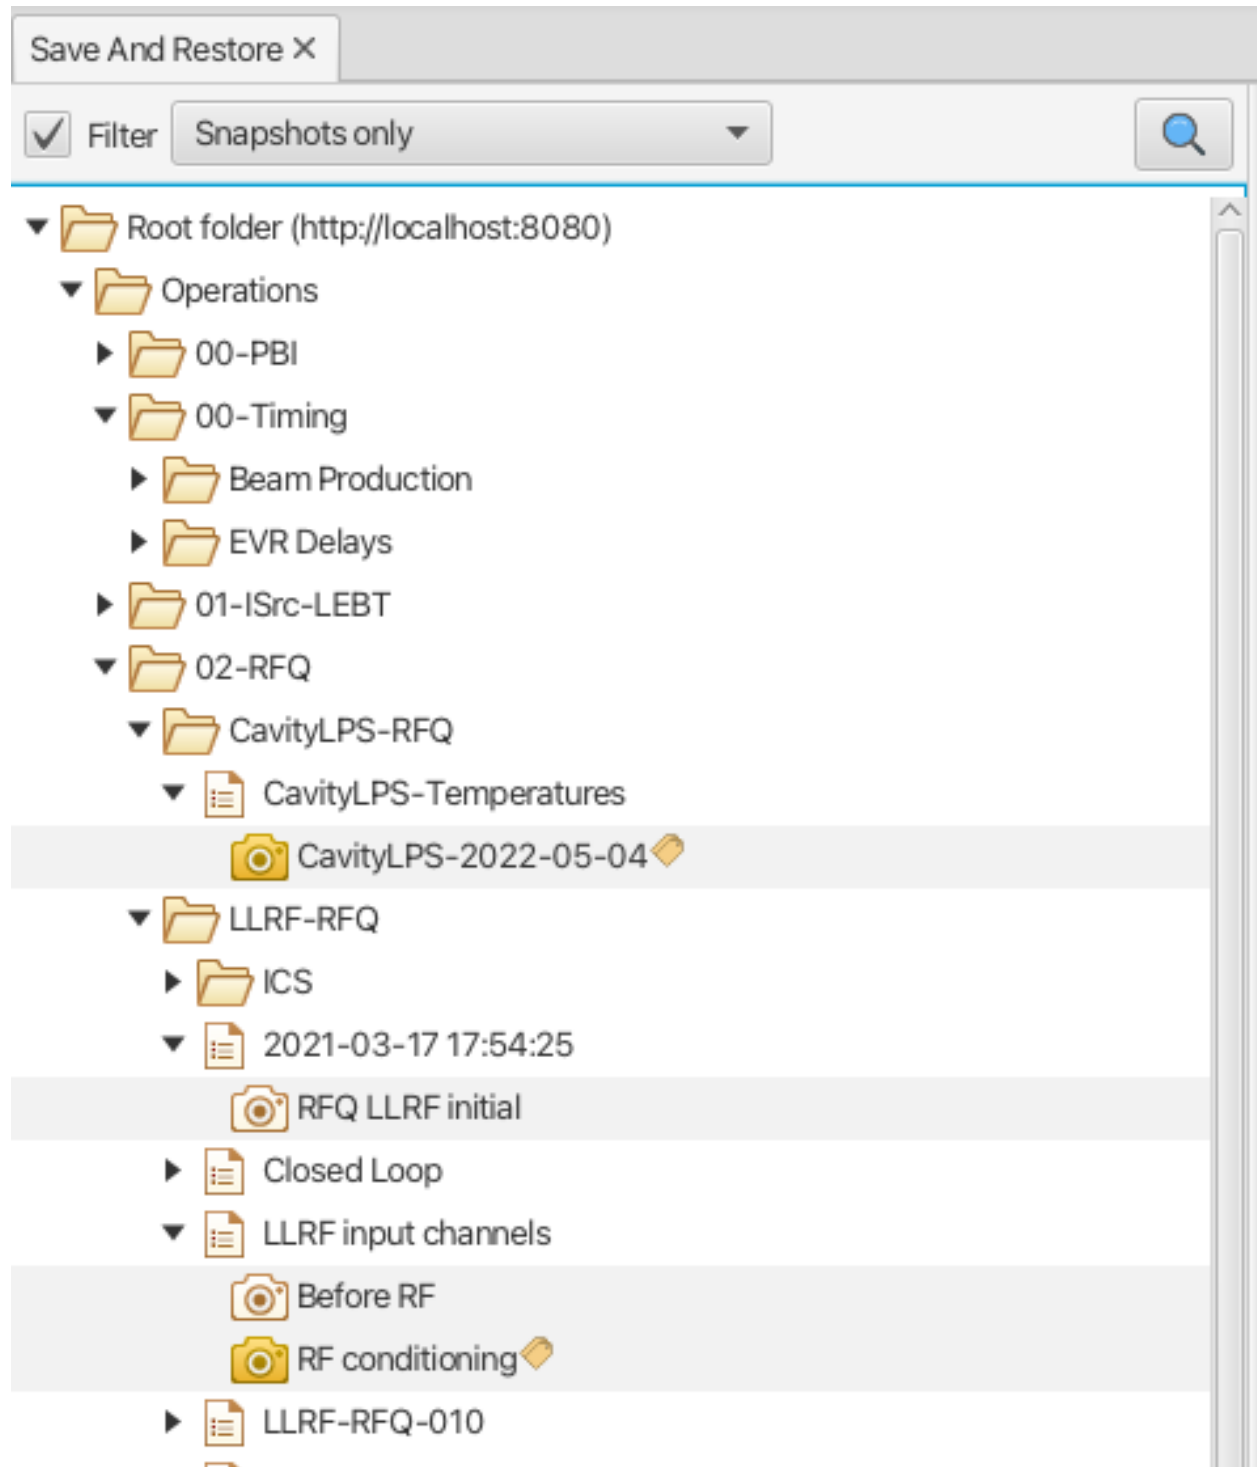 Save And Restore
Filter Snapshots only
Root folder (http://localhost:8080)
Operations
00-PBI
00-Timing
Beam Production
EVR Delays
01-ISrc-LEBT
02-RFQ
CavityLPS-RFQ
CavityLPS-Temperatures
CavityLPS-2022-05-04
LLRF-RFQ
ICS
2021-03-17 17:54:25
RFQ LLRF initial
Closed Loop
LLRF input channels
Before RF
RF conditioning
LLRF-RFQ-010